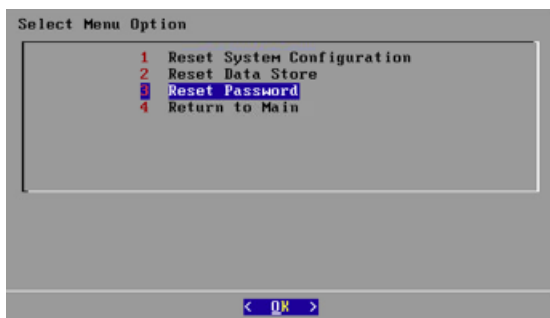 Select Menu Option
1 Reset System Configuration
2 Reset Data Store
3 Reset Password
4 Return to Main
< OK >